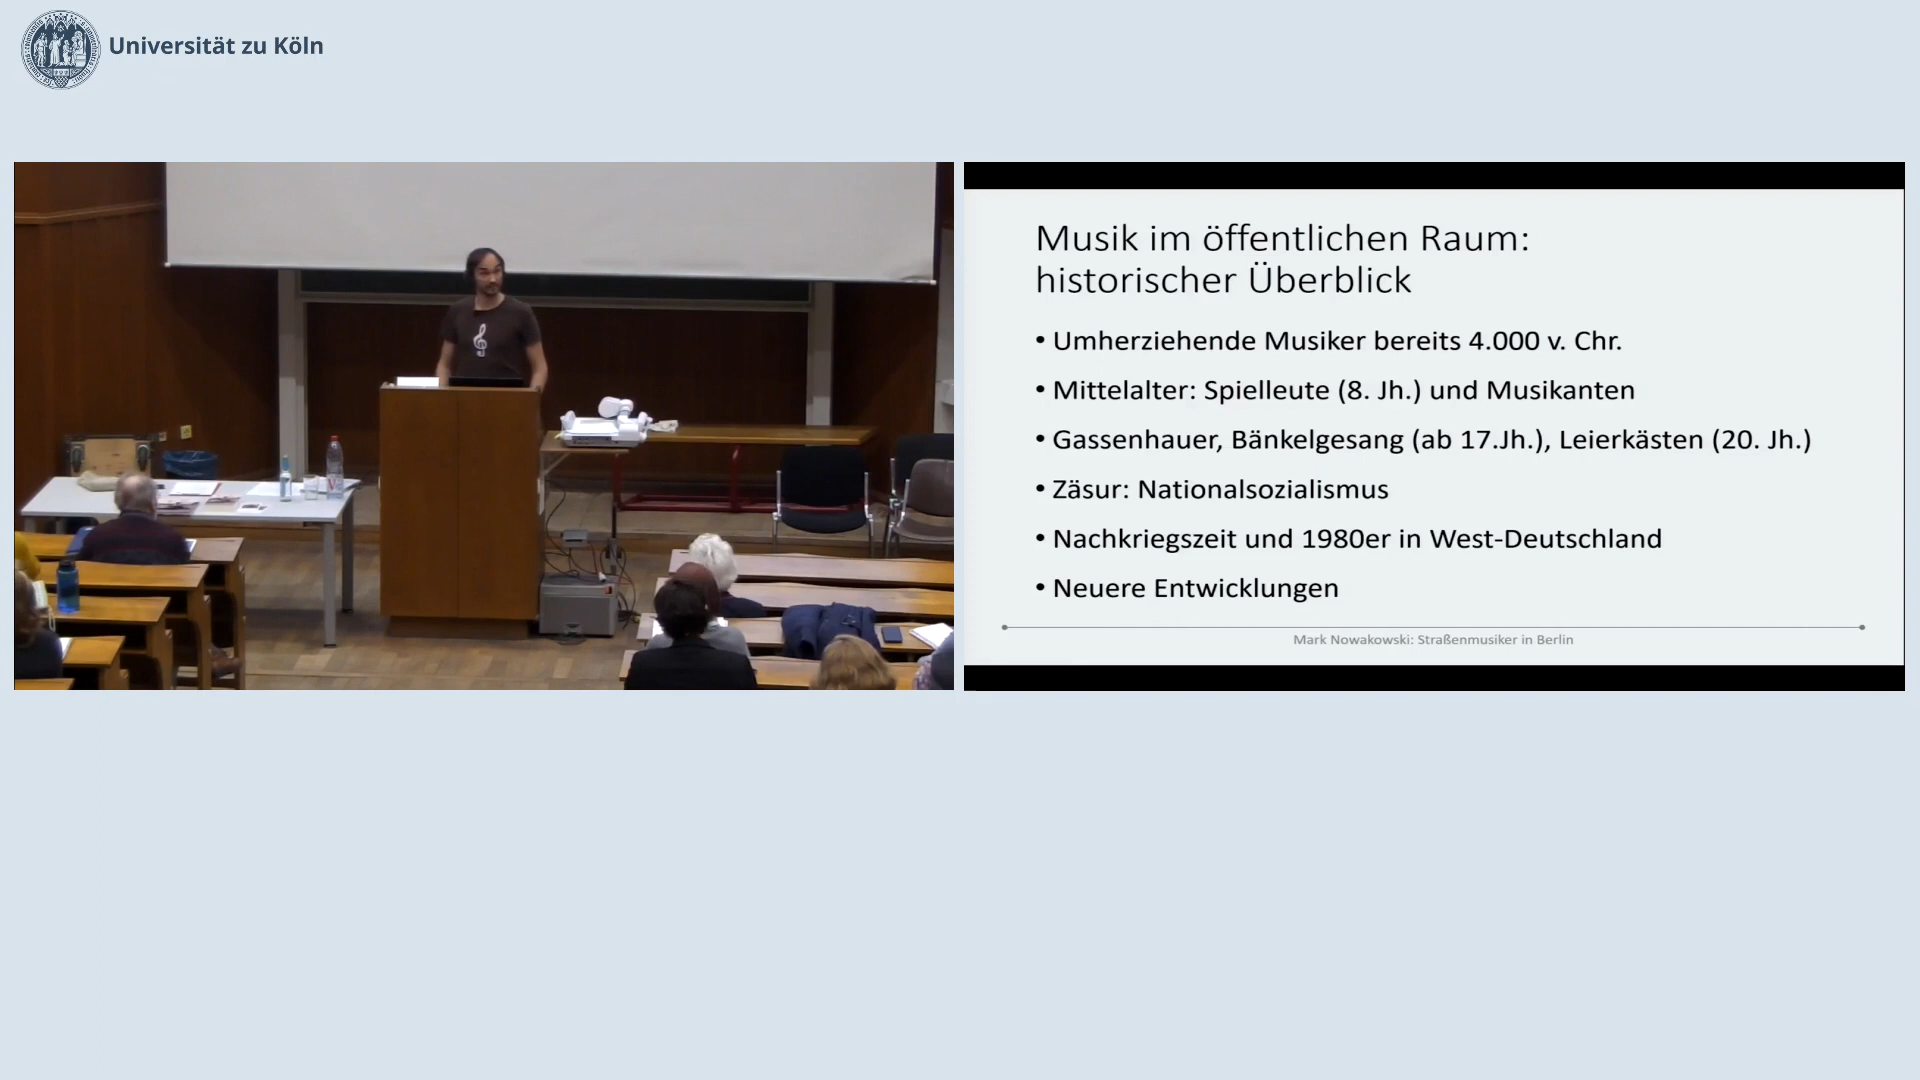 Universität zu Köln
Musik im öffentlichen Raum:
historischer Überblick
• Umherziehende Musiker bereits 4.000 v. Chr.
• Mittelalter: Spielleute (8. Jh.) und Musikanten
• Gassenhauer, Bänkelgesang (ab 17.Jh.), Leierkästen (20. Jh.)
• Zäsur: Nationalsozialismus
• Nachkriegszeit und 1980er in West-Deutschland
• Neuere Entwicklungen
Mark Nowakowski: Straßenmusiker in Berlin